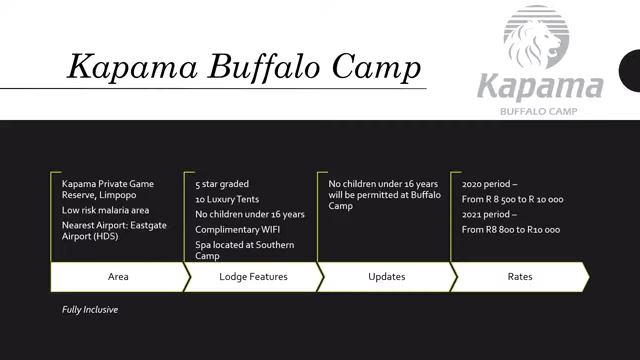 Kapama Buffalo Camp
Kapama
BUFFALO CAMP
Kapama Private Game
Reserve, Limpopo
Low risk malaria area
Nearest Airport: Eastgate
Airport (HDS)
5 star graded
10 Luxury Tents
No children under 16 years
Complimentary WIFI
Spa located at Southern
Camp
No children under 16 years
will be permitted at Buffalo
Camp
2020 period –
From R 8 500 to R 10 000
2021 period –
From R8 800 to R10 000
Area
Lodge Features
Updates
Rates
Fully Inclusive